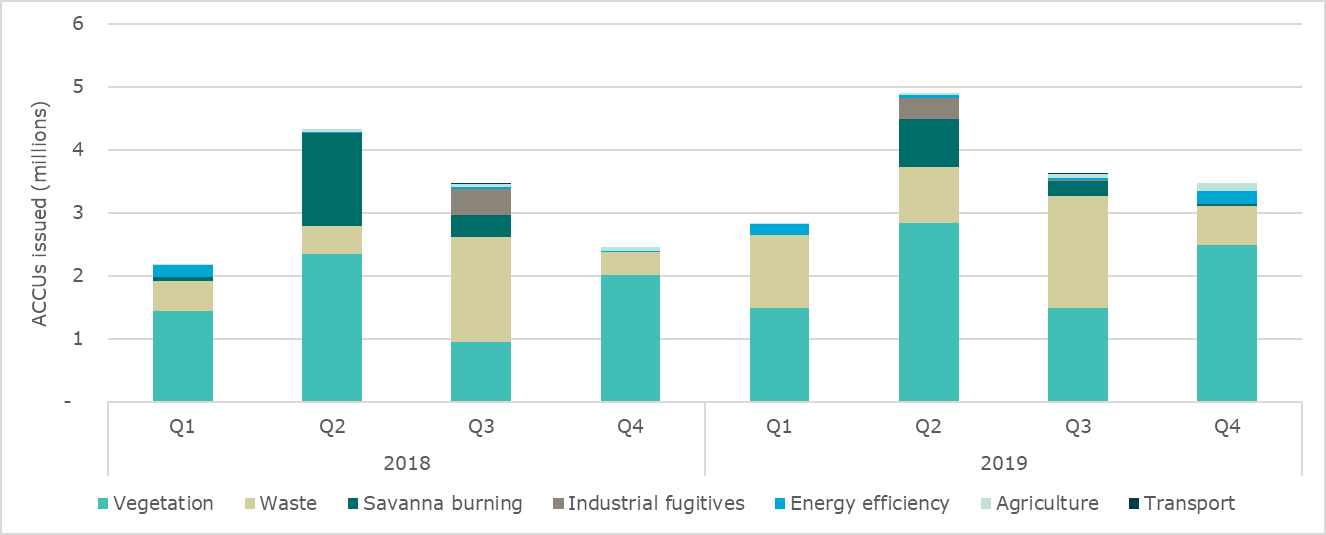 6
5
4
3
2
1
-
ACCUs issued (millions)
Q1 Q2 Q3 Q4 Q1 Q2 Q3 Q4
2018 2019
Vegetation Waste Savanna burning Industrial fugitives Energy efficiency Agriculture Transport